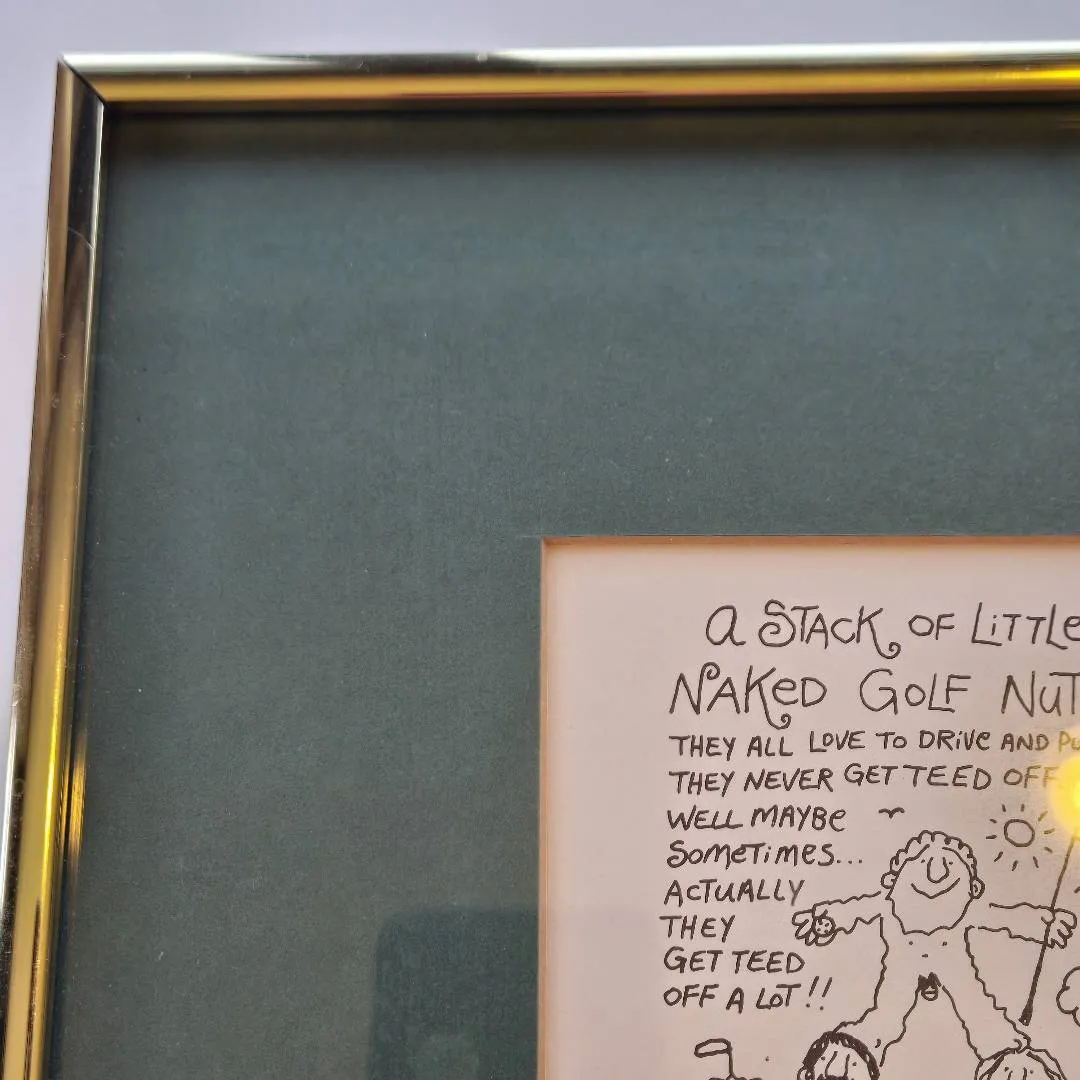 A STACK OF LiTTLe
NAKeD GOLF NUT
THEY ALL LOVE TO DRiVe AND PU
THEY NEVER GET TEED OFF
WELL MAYBe
SOMeTiMeS...
ACTUALLY
THEY
GET TEED
OFF A LOT!!